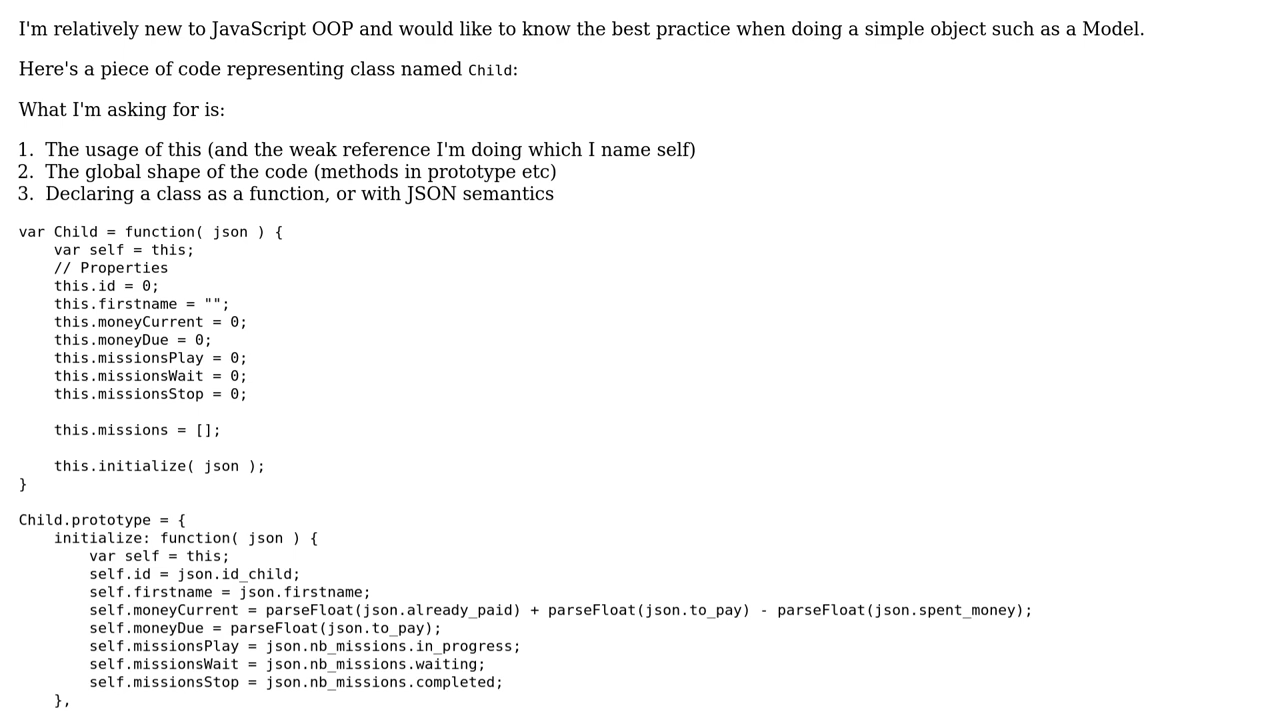 I'm relatively new to JavaScript OOP and would like to know the best practice when doing a simple object such as a Model.
Here's a piece of code representing class named Child:
What I'm asking for is:
1. The usage of this (and the weak reference I'm doing which I name self)
2. The global shape of the code (methods in prototype etc)
3. Declaring a class as a function, or with JSON semantics
var Child = function( json ) {
    var self = this;
    // Properties
    this.id = 0;
    this.firstname = "";
    this.moneyCurrent = 0;
    this.moneyDue = 0;
    this.missionsPlay = 0;
    this.missionsWait = 0;
    this.missionsStop = 0;
    this.missions = [];
    this.initialize( json );
}
Child.prototype = {
    initialize: function( json ) {
        var self = this;
        self.id = json.id_child;
        self.firstname = json.firstname;
        self.moneyCurrent = parseFloat(json.already_paid) + parseFloat(json.to_pay) - parseFloat(json.spent_money);
        self.moneyDue = parseFloat(json.to_pay);
        self.missionsPlay = json.nb_missions.in_progress;
        self.missionsWait = json.nb_missions.waiting;
        self.missionsStop = json.nb_missions.completed;
    },